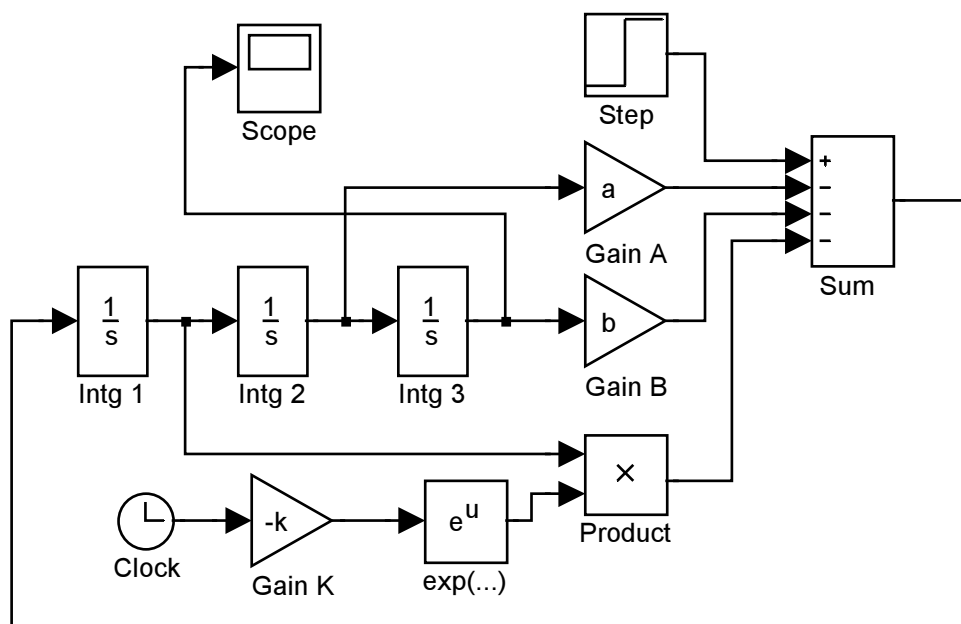 Scope
Step
a
Gain A
+
−
−
−
Sum
1
s
Intg 1
1
s
Intg 2
1
s
Intg 3
b
Gain B
×
Product
Clock
-k
Gain K
e^u
exp(...)